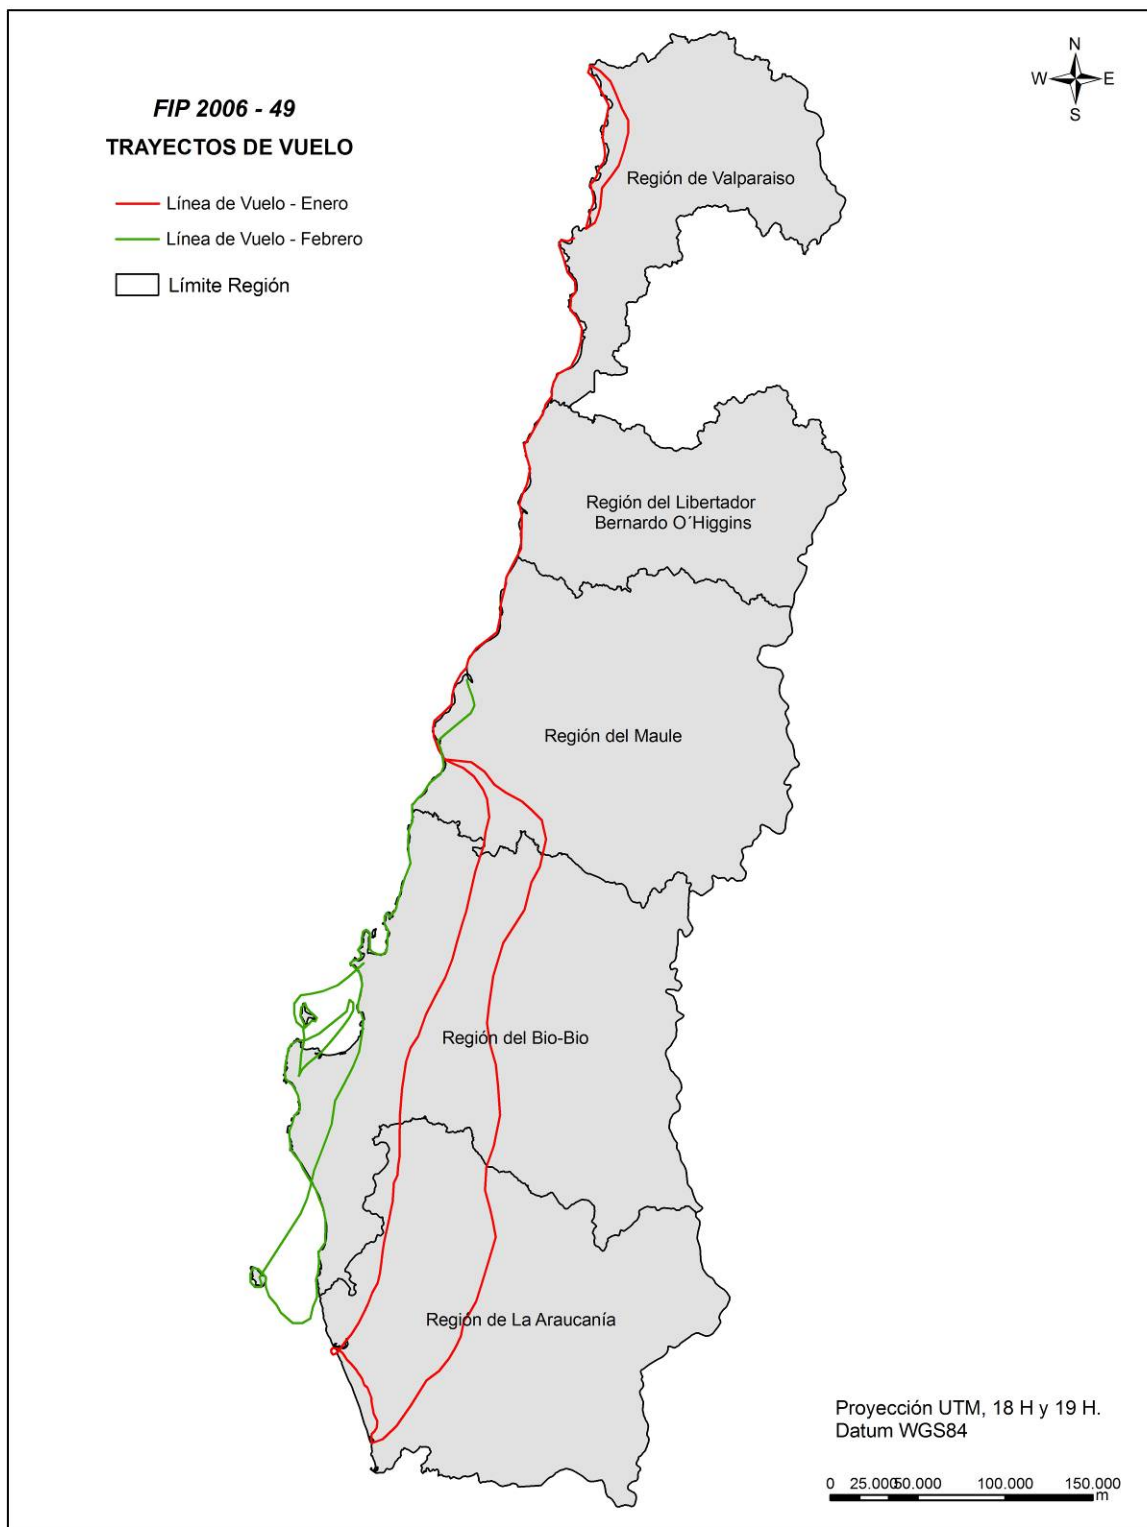 FIP 2006 - 49
TRAYECTOS DE VUELO
Línea de Vuelo - Enero
Línea de Vuelo - Febrero
Límite Región
N
W E
S
Región de Valparaiso
Región del Libertador
Bernardo O´Higgins
Región del Maule
Región del Bio-Bio
Región de La Araucanía
Proyección UTM, 18 H y 19 H.
Datum WGS84
0 25.000 50.000 100.000 150.000
m